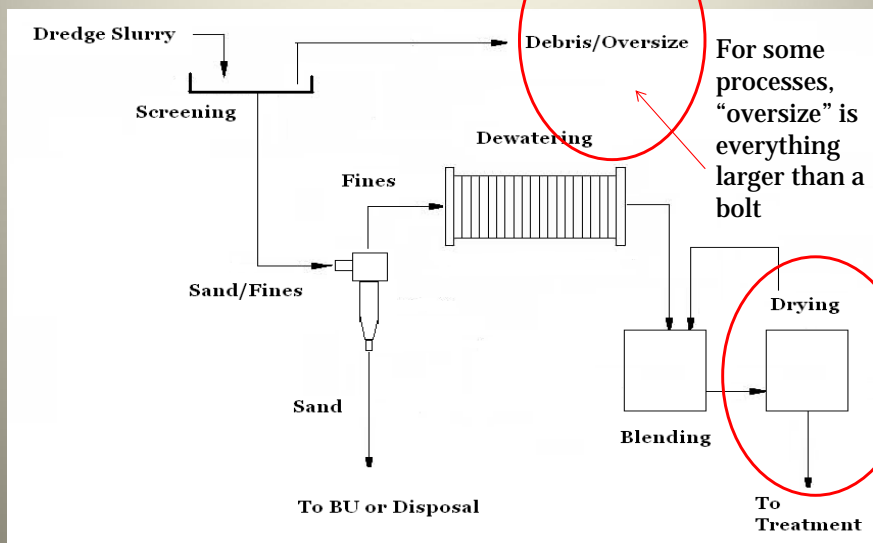 Dredge Slurry
Debris/Oversize
For some
processes,
“oversize” is
everything
larger than a
bolt
Screening
Dewatering
Fines
Sand/Fines
Drying
Sand
Blending
To BU or Disposal
To
Treatment